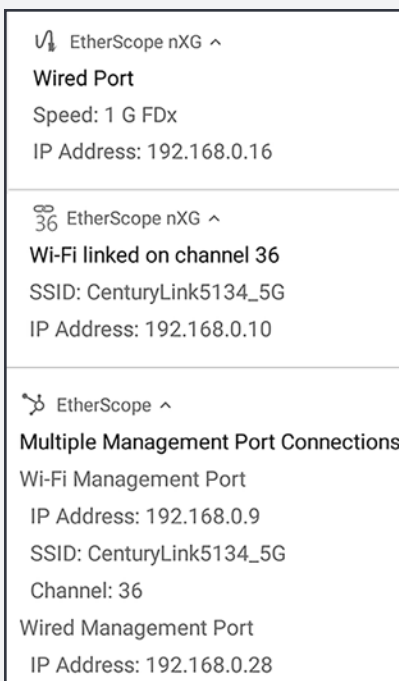 EtherScope nXG
Wired Port
Speed: 1 G FDx
IP Address: 192.168.0.16
36 EtherScope nXG
Wi-Fi linked on channel 36
SSID: CenturyLink5134_5G
IP Address: 192.168.0.10
EtherScope
Multiple Management Port Connections
Wi-Fi Management Port
IP Address: 192.168.0.9
SSID: CenturyLink5134_5G
Channel: 36
Wired Management Port
IP Address: 192.168.0.28